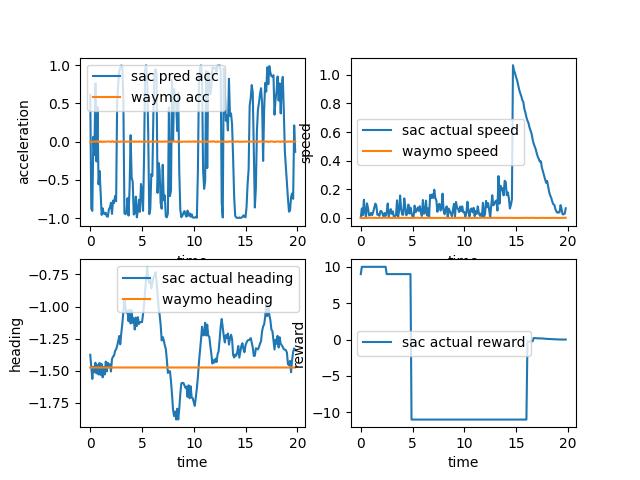 acceleration
1.0
0.5
0.0
−0.5
−1.0
sac pred acc
waymo acc
0 5 10 15 20
time
speed
1.0
0.8
0.6
0.4
0.2
0.0
sac actual speed
waymo speed
0 5 10 15 20
time
heading
−0.75
−1.00
−1.25
−1.50
−1.75
sac actual heading
waymo heading
0 5 10 15 20
time
reward
10
5
0
−5
−10
sac actual reward
0 5 10 15 20
time